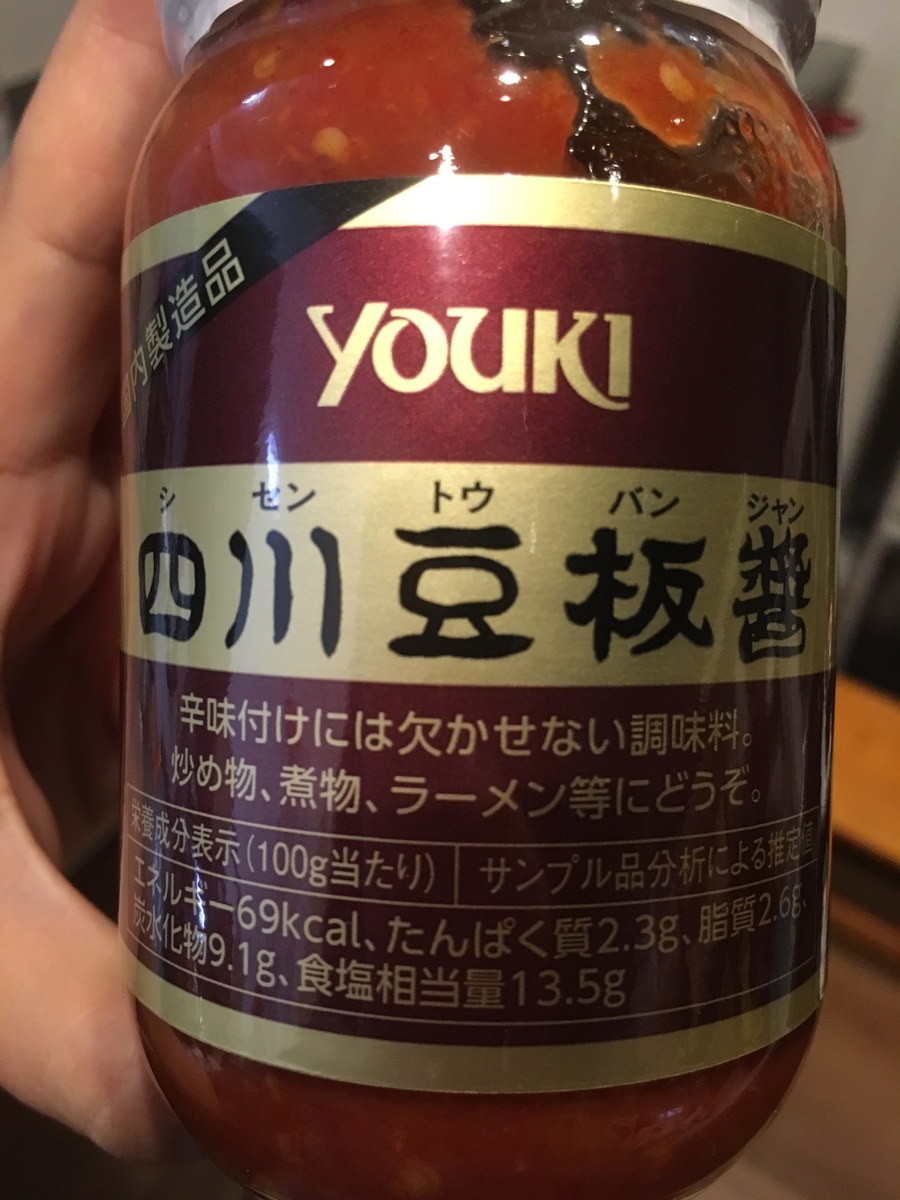 国内製造品
YOUKI
シ セン トウ バン ジャン
四川豆板醤
辛味付けには欠かせない調味料。
炒め物、煮物、ラーメン等にどうぞ。
栄養成分表示(100g当たり) サンプル品分析による推定値
エネルギー69kcal、たんぱく質2.3g、脂質2.6g、
炭水化物9.1g、食塩相当量13.5g